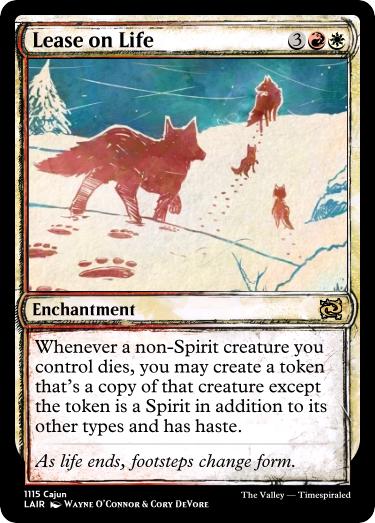 Lease on Life 3
Enchantment
Whenever a non-Spirit creature you
control dies, you may create a token
that's a copy of that creature except
the token is a Spirit in addition to its
other types and has haste.
As life ends, footsteps change form.
1115 Cajun
LAIR Wayne O'Connor & Cory DeVore
The Valley — Timespiraled